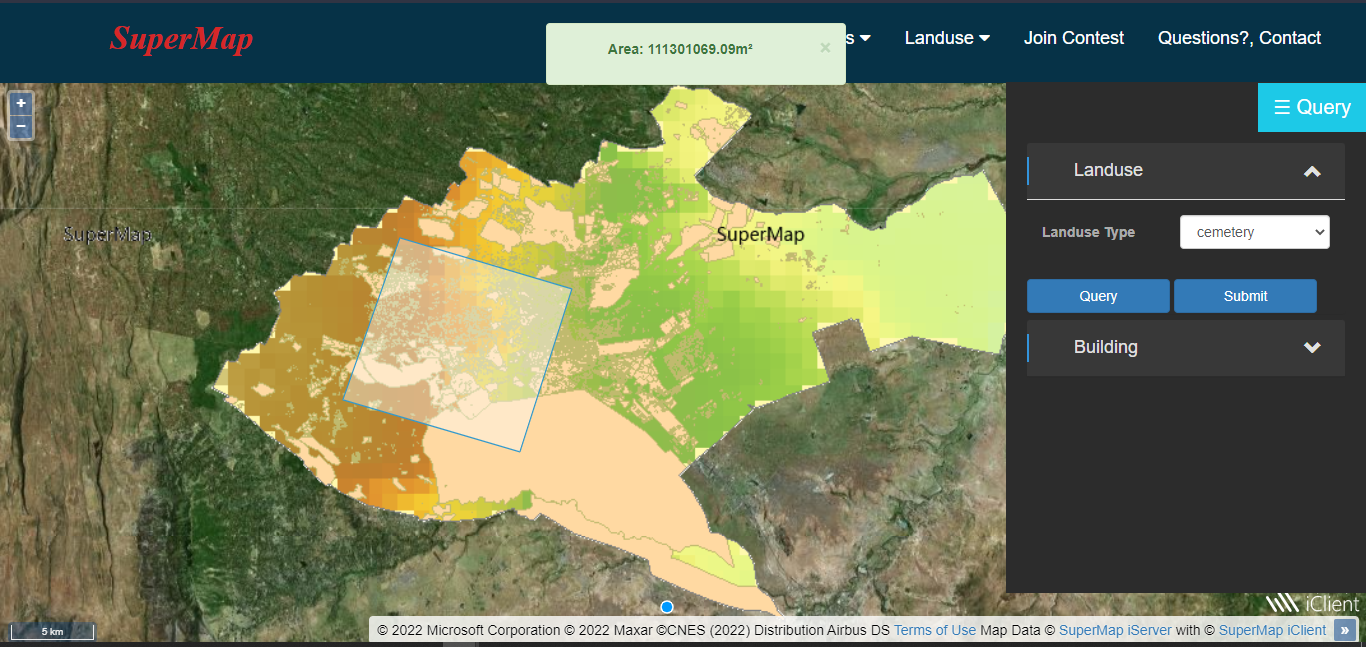 SuperMap
Area: 111301069.09m² ×
s Landuse Join Contest Questions?, Contact
+
−
☰ Query
Landuse
SuperMap
SuperMap
Landuse Type cemetery
Query Submit
Building
iClient
5 km
© 2022 Microsoft Corporation © 2022 Maxar ©CNES (2022) Distribution Airbus DS Terms of Use Map Data © SuperMap iServer with © SuperMap iClient »